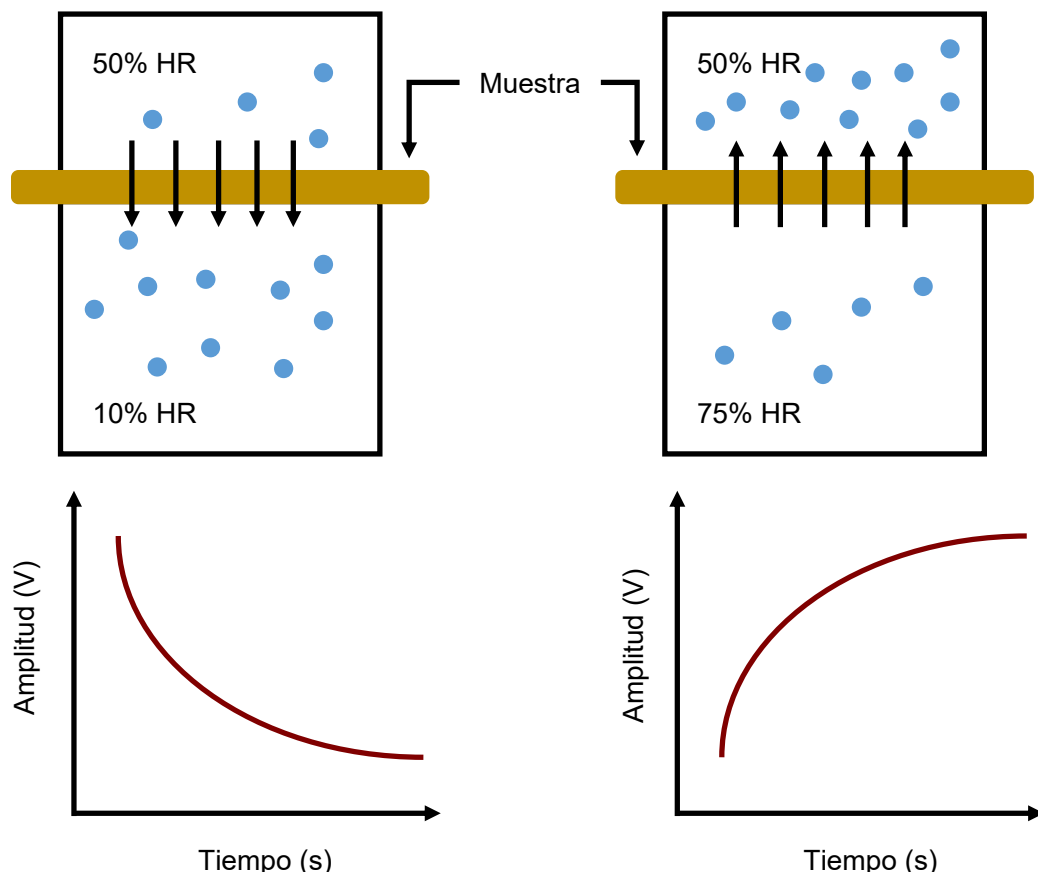 50% HR
Muestra
50% HR
10% HR
75% HR
Amplitud (V)
Amplitud (V)
Tiempo (s)
Tiempo (s)